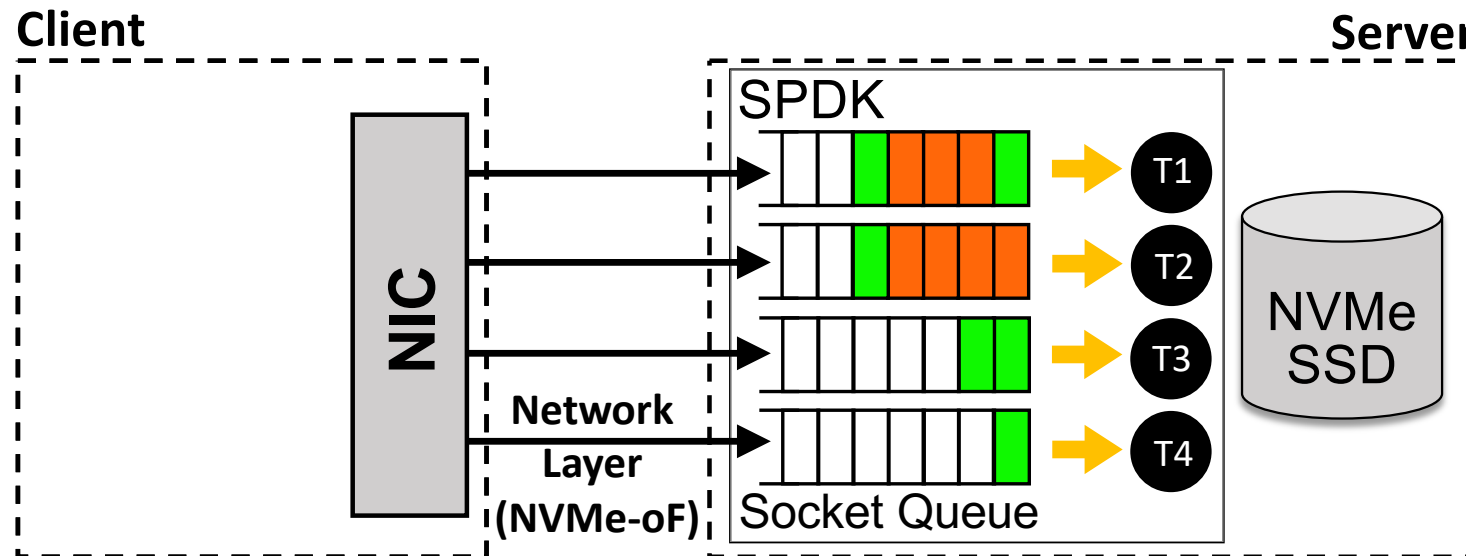 Client
Server
SPDK
T1
T2
NIC
NVMe
SSD
T3
Network
Layer
(NVMe-oF)
T4
Socket Queue